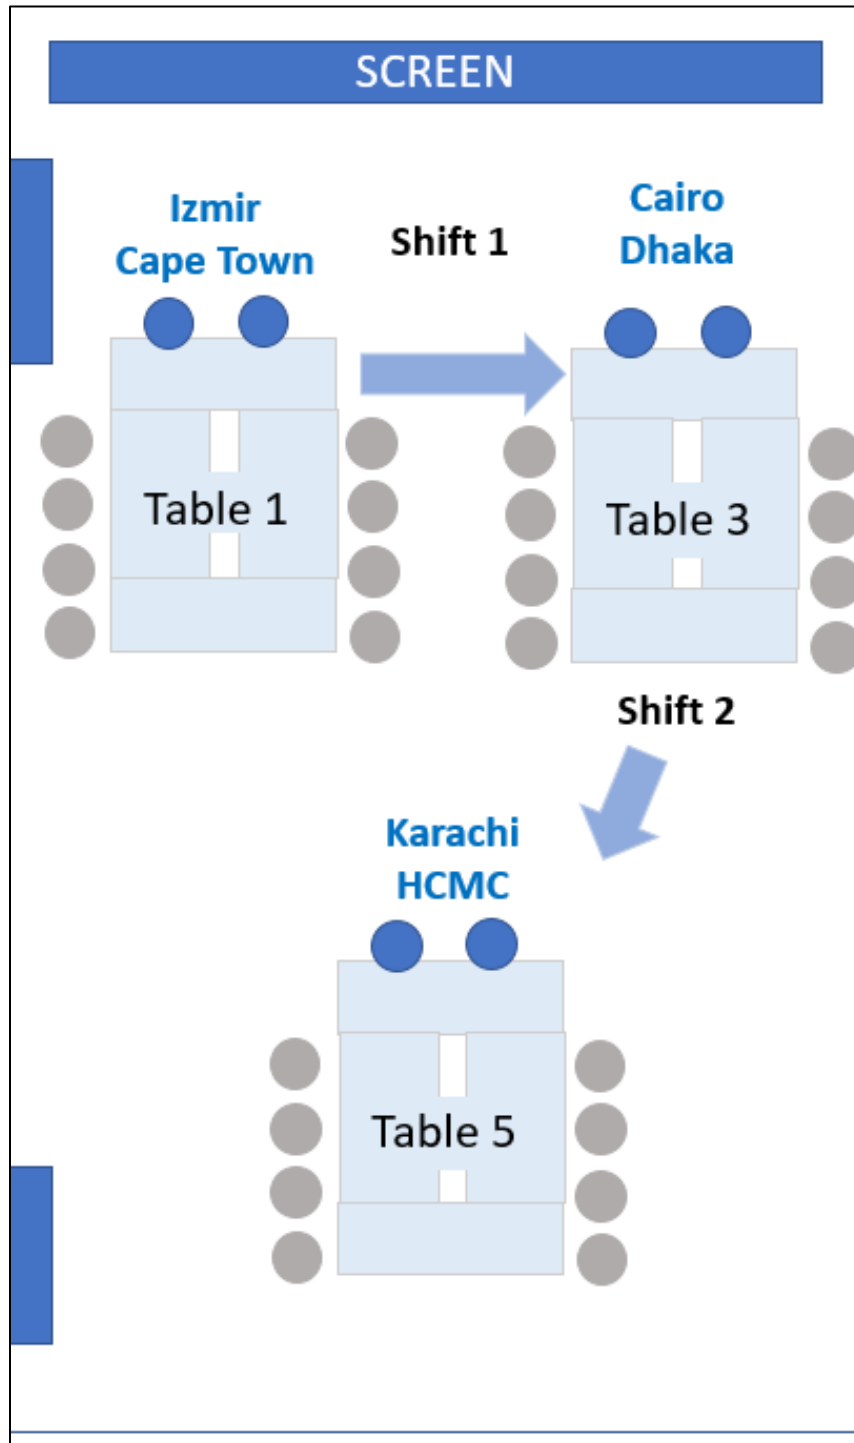 SCREEN
Izmir
Cape Town
Shift 1
Cairo
Dhaka
Table 1
Table 3
Shift 2
Karachi
HCMC
Table 5